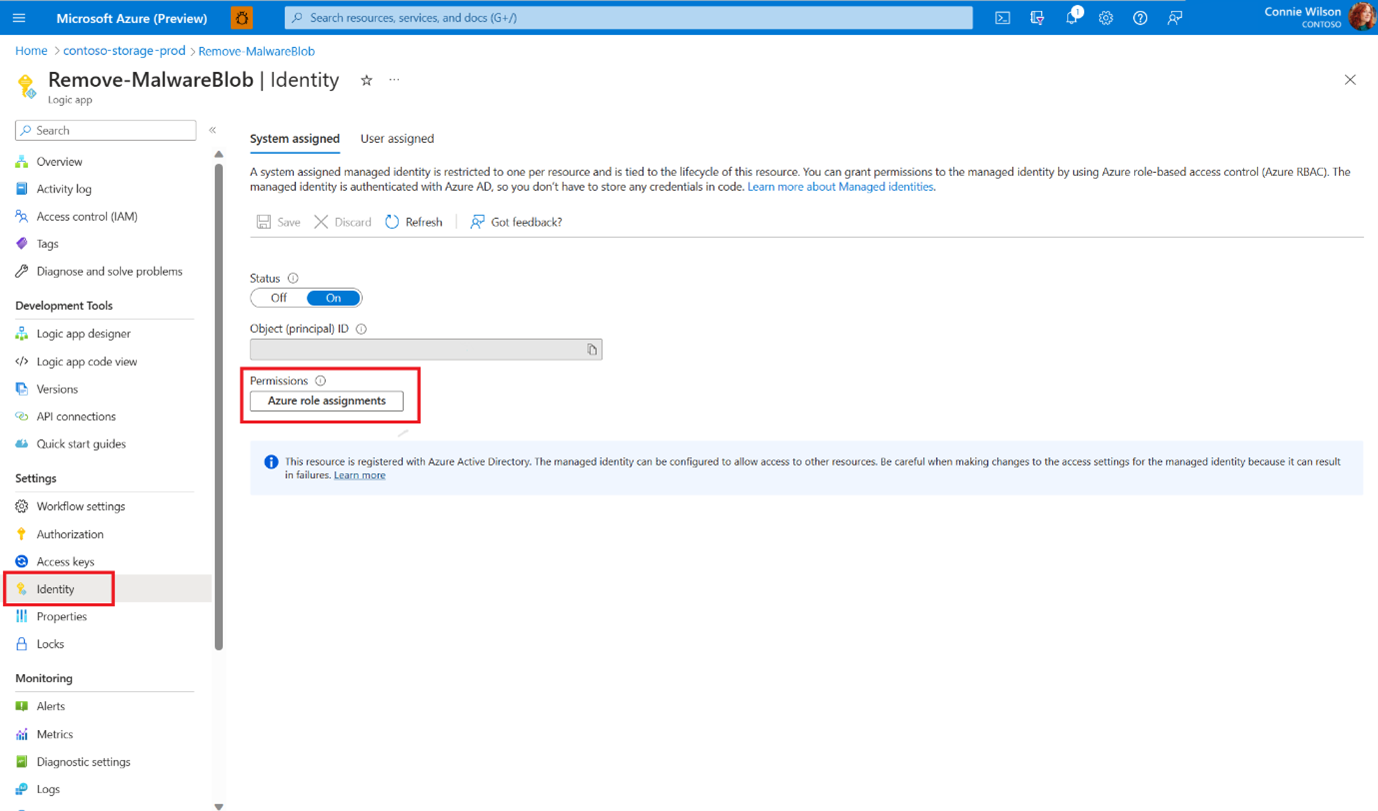 Microsoft Azure (Preview)
Search resources, services, and docs (G+/)
1
Connie Wilson
CONTOSO
Home > contoso-storage-prod > Remove-MalwareBlob
Remove-MalwareBlob | Identity
Logic app
Search
System assigned
User assigned
A system assigned managed identity is restricted to one per resource and is tied to the lifecycle of this resource. You can grant permissions to the managed identity by using Azure role-based access control (Azure RBAC). The
managed identity is authenticated with Azure AD, so you don't have to store any credentials in code. Learn more about Managed identities.
Save
Discard
Refresh
Got feedback?
Status
Off
On
Object (principal) ID
Permissions
Azure role assignments
This resource is registered with Azure Active Directory. The managed identity can be configured to allow access to other resources. Be careful when making changes to the access settings for the managed identity because it can result
in failures. Learn more
Overview
Activity log
Access control (IAM)
Tags
Diagnose and solve problems
Development Tools
Logic app designer
Logic app code view
Versions
API connections
Quick start guides
Settings
Workflow settings
Authorization
Access keys
Identity
Properties
Locks
Monitoring
Alerts
Metrics
Diagnostic settings
Logs